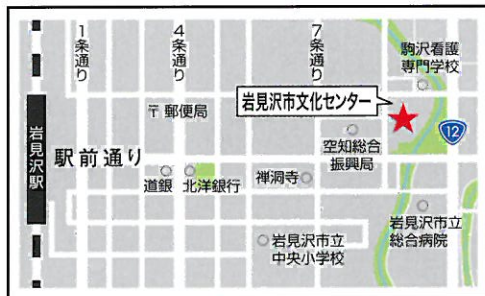 1条通り
4条通り
7条通り
駒沢看護
専門学校
岩見沢市文化センター
〒郵便局
12
空知総合
振興局
岩見沢駅
駅前通り
道銀
北洋銀行
禅洞寺
岩見沢市立
総合病院
岩見沢市立
中央小学校